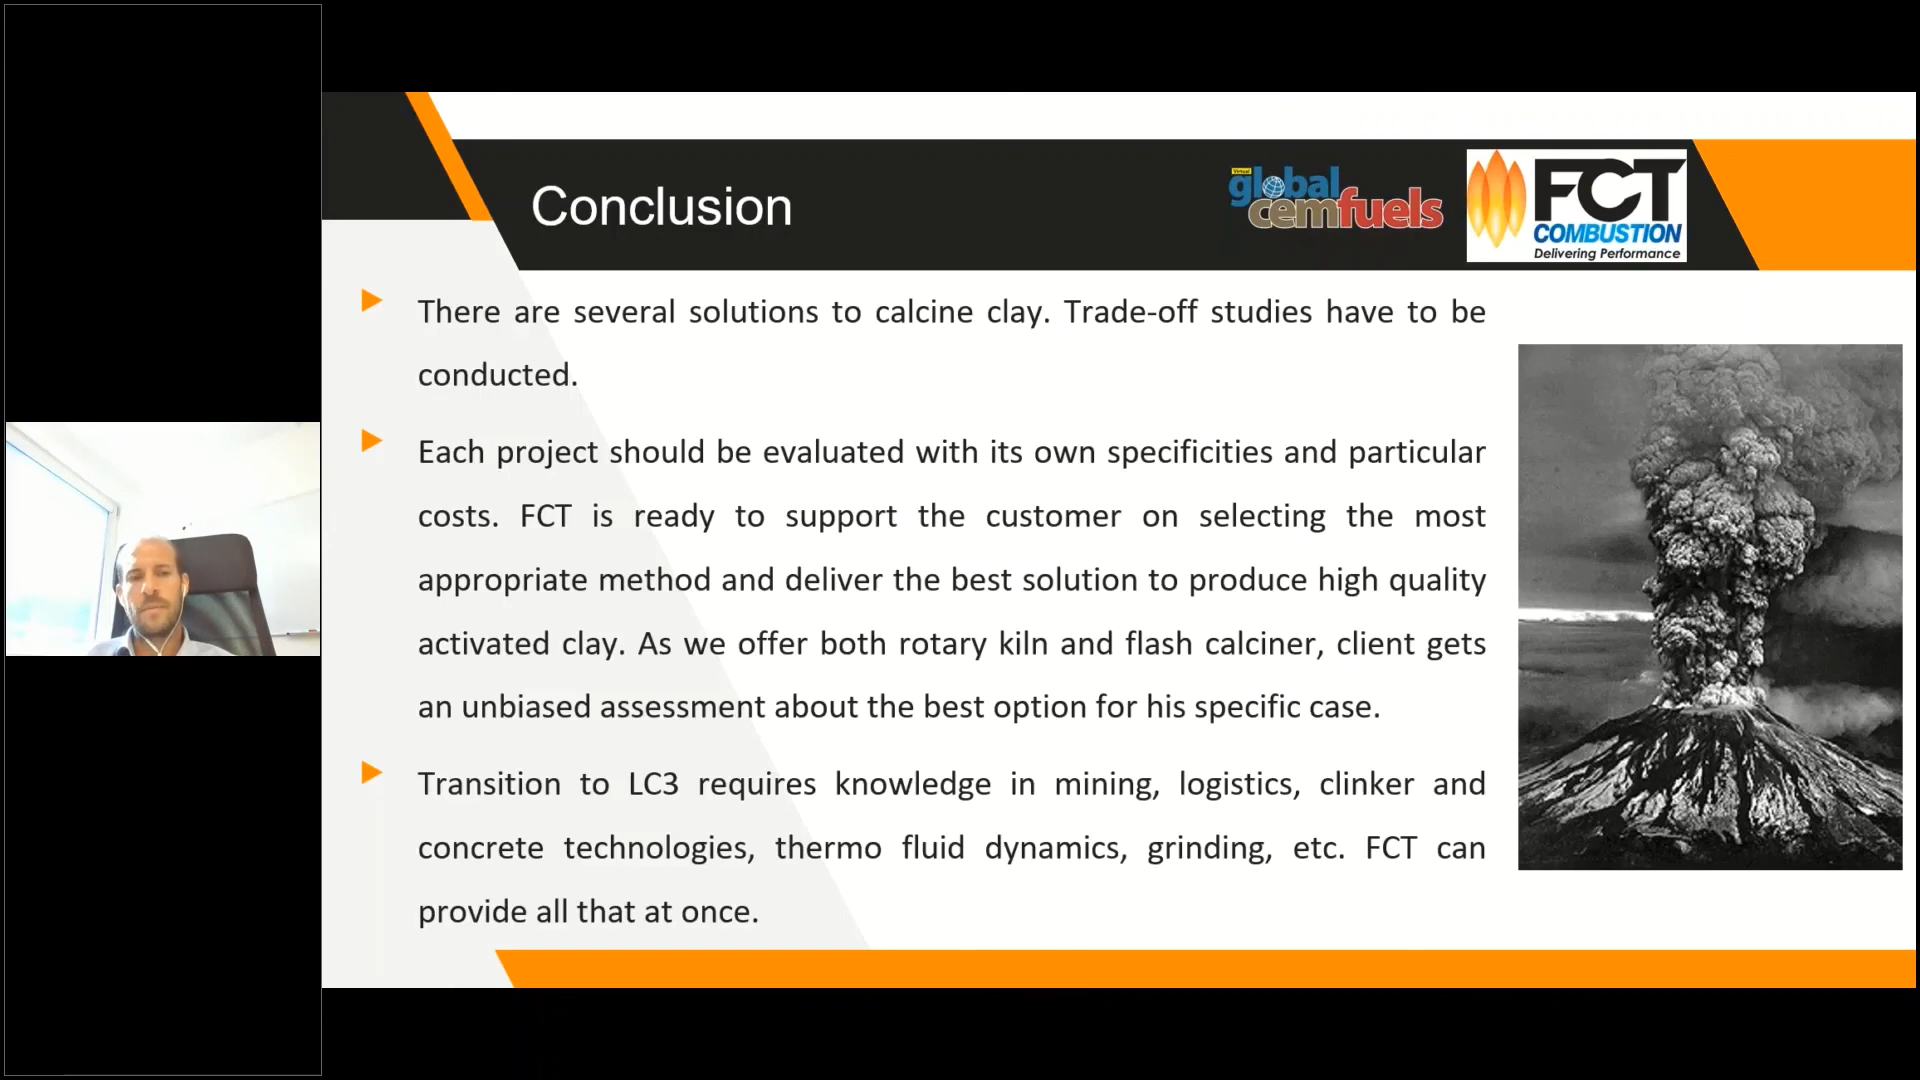 Conclusion
Virtual
global
cemfuels
FCT
COMBUSTION
Delivering Performance
There are several solutions to calcine clay. Trade-off studies have to be
conducted.
Each project should be evaluated with its own specificities and particular
costs. FCT is ready to support the customer on selecting the most
appropriate method and deliver the best solution to produce high quality
activated clay. As we offer both rotary kiln and flash calciner, client gets
an unbiased assessment about the best option for his specific case.
Transition to LC3 requires knowledge in mining, logistics, clinker and
concrete technologies, thermo fluid dynamics, grinding, etc. FCT can
provide all that at once.